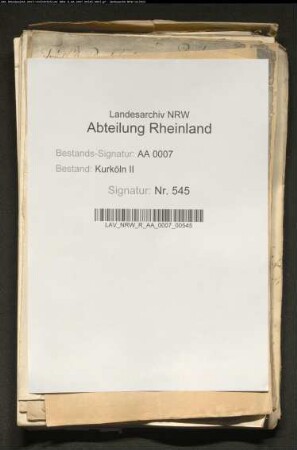 Landesarchiv NRW
Abteilung Rheinland
Bestands-Signatur: AA 0007
Bestand: Kurköln II
Signatur: Nr. 545
LAV_NRW_R_AA_0007_00545